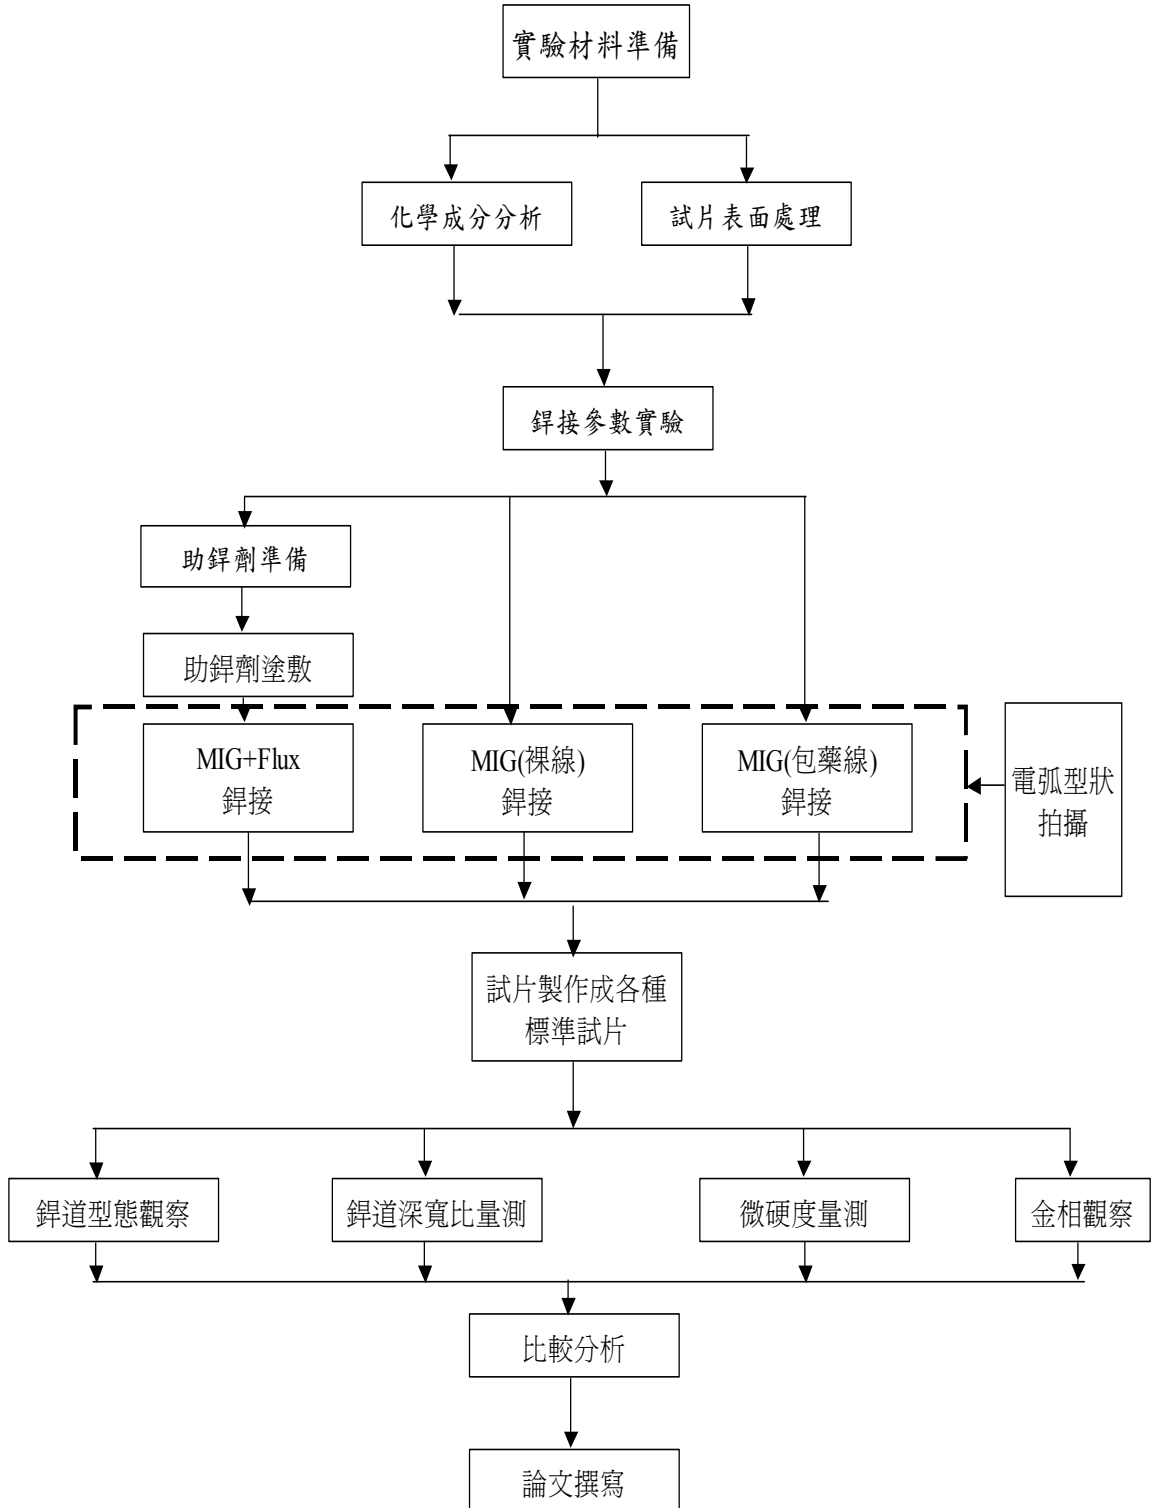 實驗材料準備
化學成分分析
試片表面處理
銲接參數實驗
助銲劑準備
助銲劑塗敷
MIG+Flux
銲接
MIG(裸線)
銲接
MIG(包藥線)
銲接
電弧型狀
拍攝
試片製作成各種
標準試片
銲道型態觀察
銲道深寬比量測
微硬度量測
金相觀察
比較分析
論文撰寫